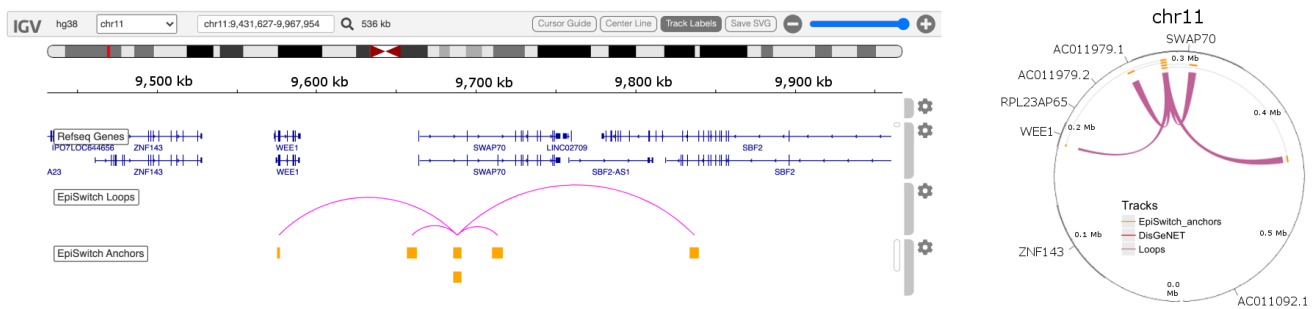 IGV hg38 chr11 chr11:9,431,627-9,967,954 536 kb Cursor Guide Center Line Track Labels Save SVG
9,500 kb 9,600 kb 9,700 kb 9,800 kb 9,900 kb
Refseq Genes
IPO7LOC644656 ZNF143 WEE1 SWAP70 LINC02709 SBF2
A23 ZNF143 WEE1 SWAP70 SBF2-AS1 SBF2
EpiSwitch Loops
EpiSwitch Anchors
chr11
SWAP70
AC011979.1
0.3 Mb
AC011979.2
RPL23AP65
0.4 Mb
WEE1
0.2 Mb
Tracks
EpiSwitch_anchors
DisGeNET
Loops
0.1 Mb
0.5 Mb
ZNF143
0.0
Mb
AC011092.1